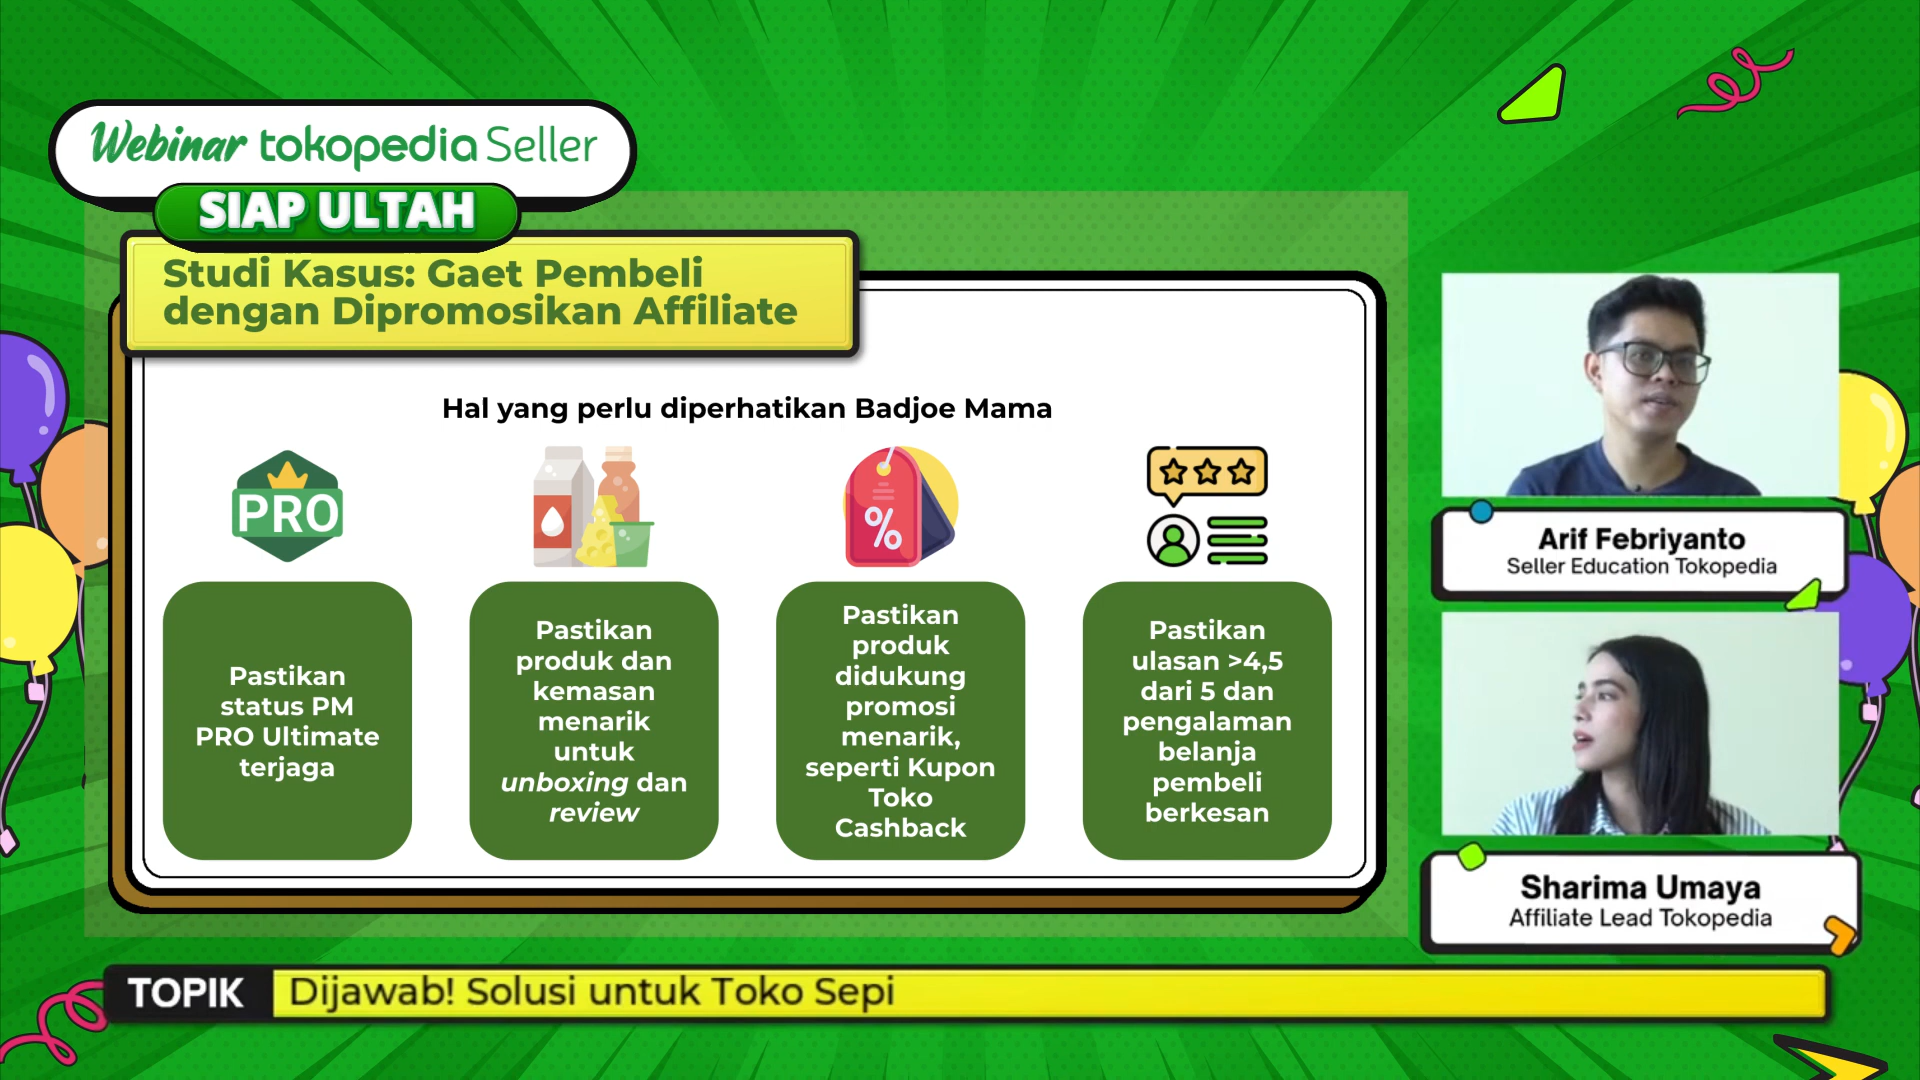 Webinar tokopedia Seller
SIAP ULTAH
Studi Kasus: Gaet Pembeli
dengan Dipromosikan Affiliate
Hal yang perlu diperhatikan Badjoe Mama
PRO
Pastikan
status PM
PRO Ultimate
terjaga
%
Pastikan
produk dan
kemasan
menarik
untuk
unboxing dan
review
Pastikan
produk
didukung
promosi
menarik,
seperti Kupon
Toko
Cashback
Pastikan
ulasan >4,5
dari 5 dan
pengalaman
belanja
pembeli
berkesan
Arif Febriyanto
Seller Education Tokopedia
Sharima Umaya
Affiliate Lead Tokopedia
TOPIK
Dijawab! Solusi untuk Toko Sepi